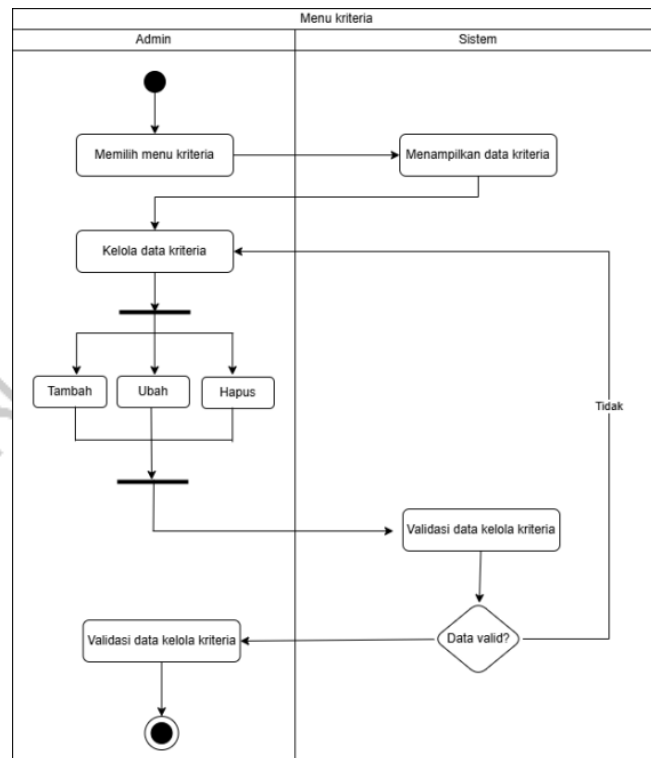 Menu kriteria
Admin
Sistem
Memilih menu kriteria
Menampilkan data kriteria
Kelola data kriteria
Tambah
Ubah
Hapus
Tidak
Validasi data kelola kriteria
Data valid?
Validasi data kelola kriteria